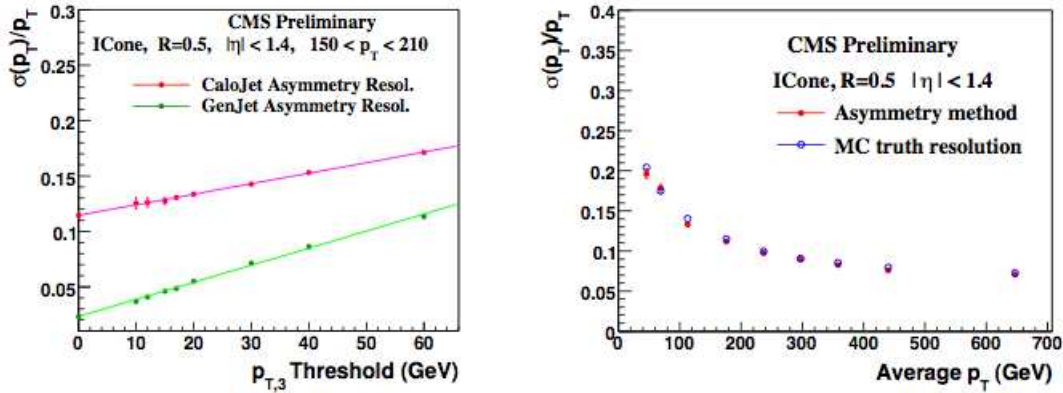 CMS Preliminary
ICone, R=0.5, |η| < 1.4, 150 < p_T < 210
CaloJet Asymmetry Resol.
GenJet Asymmetry Resol.
σ(p_T)/p_T
0.3
0.25
0.2
0.15
0.1
0.05
0 10 20 30 40 50 60
p_T,3 Threshold (GeV)
CMS Preliminary
ICone, R=0.5 |η| < 1.4
Asymmetry method
MC truth resolution
σ(p_T)/p_T
0.4
0.35
0.3
0.25
0.2
0.15
0.1
0.05
0
0 100 200 300 400 500 600 700
Average p_T (GeV)